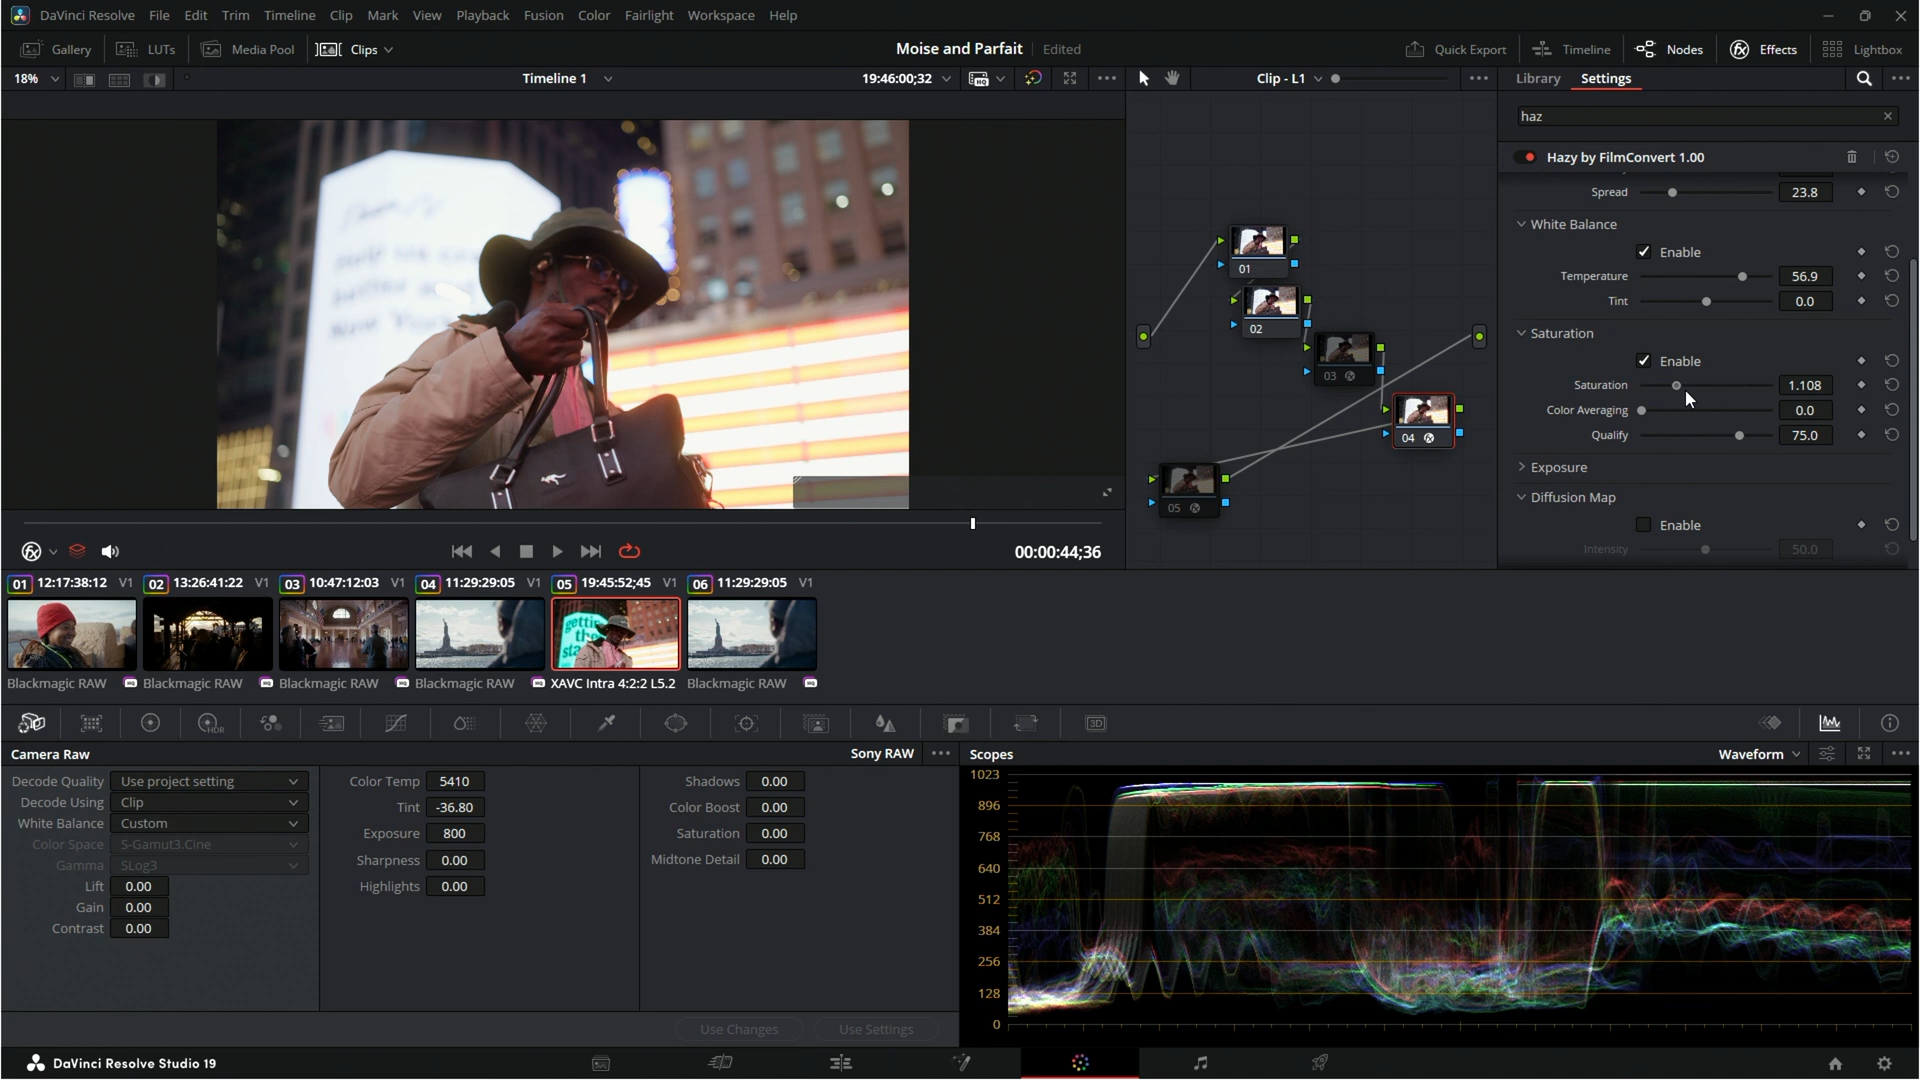 DaVinci Resolve File Edit Trim Timeline Clip Mark View Playback Fusion Color Fairlight Workspace Help
Gallery LUTs Media Pool Clips Moise and Parfait Edited Quick Export Timeline Nodes Effects Lightbox
18% Timeline 1 19:46:00;32 Clip - L1 Library Settings
haz
Hazy by FilmConvert 1.00
Spread 23.8
White Balance
Enable
Temperature 56.9
Tint 0.0
Saturation
Enable
Saturation 1.108
Color Averaging 0.0
Qualify 75.0
Exposure
Diffusion Map
Enable
Intensity 50.0
01
02
03
04
05
New York
00:00:44;36
01 12:17:38:12 V1 02 13:26:41:22 V1 03 10:47:12:03 V1 04 11:29:29:05 V1 05 19:45:52;45 V1 06 11:29:29:05 V1
getting
the
sta
Blackmagic RAW Blackmagic RAW Blackmagic RAW Blackmagic RAW XAVC Intra 4:2:2 L5.2 Blackmagic RAW
HDR
3D
Camera Raw Sony RAW Scopes Waveform
Decode Quality Use project setting
Decode Using Clip
White Balance Custom
Color Space S-Gamut3.Cine
Gamma SLog3
Lift 0.00
Gain 0.00
Contrast 0.00
Color Temp 5410
Tint -36.80
Exposure 800
Sharpness 0.00
Highlights 0.00
Shadows 0.00
Color Boost 0.00
Saturation 0.00
Midtone Detail 0.00
Use Changes Use Settings
1023
896
768
640
512
384
256
128
0
DaVinci Resolve Studio 19